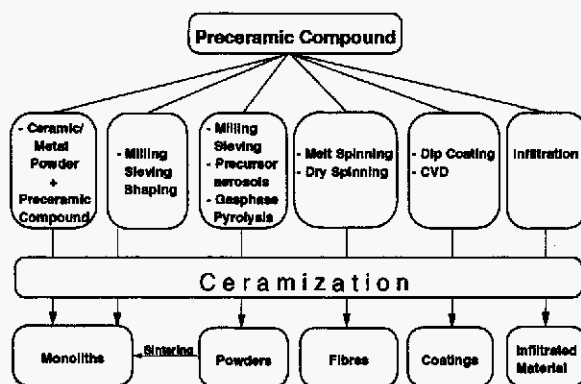 Preceramic Compound
- Ceramic/
Metal
Powder
+
Preceramic
Compound
- Milling
Sieving
Shaping
- Milling
Sieving
- Precursor
aerosols
- Gasphase
Pyrolysis
- Melt Spinning
- Dry Spinning
- Dip Coating
- CVD
Infiltration
Ceramization
Monoliths
Sintering
Powders
Fibres
Coatings
Infiltrated
Material